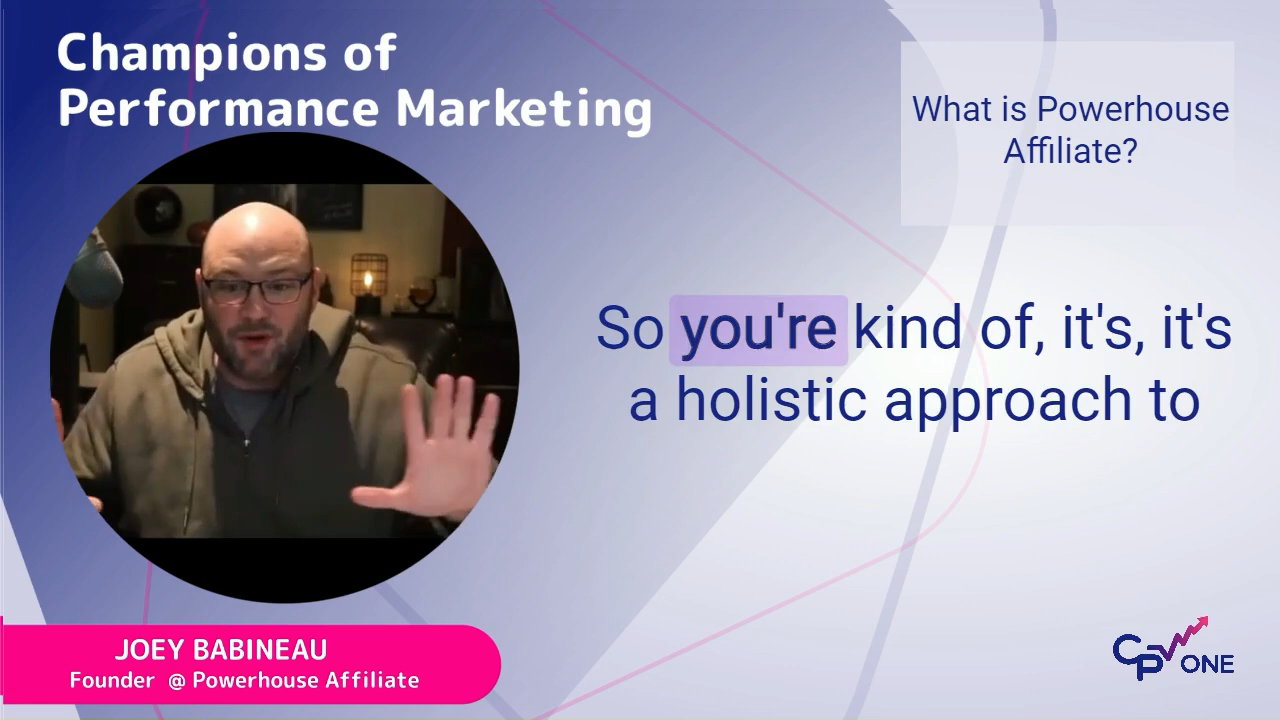 Champions of
Performance Marketing
What is Powerhouse
Affiliate?
So you're kind of, it's, it's
a holistic approach to
JOEY BABINEAU
Founder @ Powerhouse Affiliate
CPV ONE